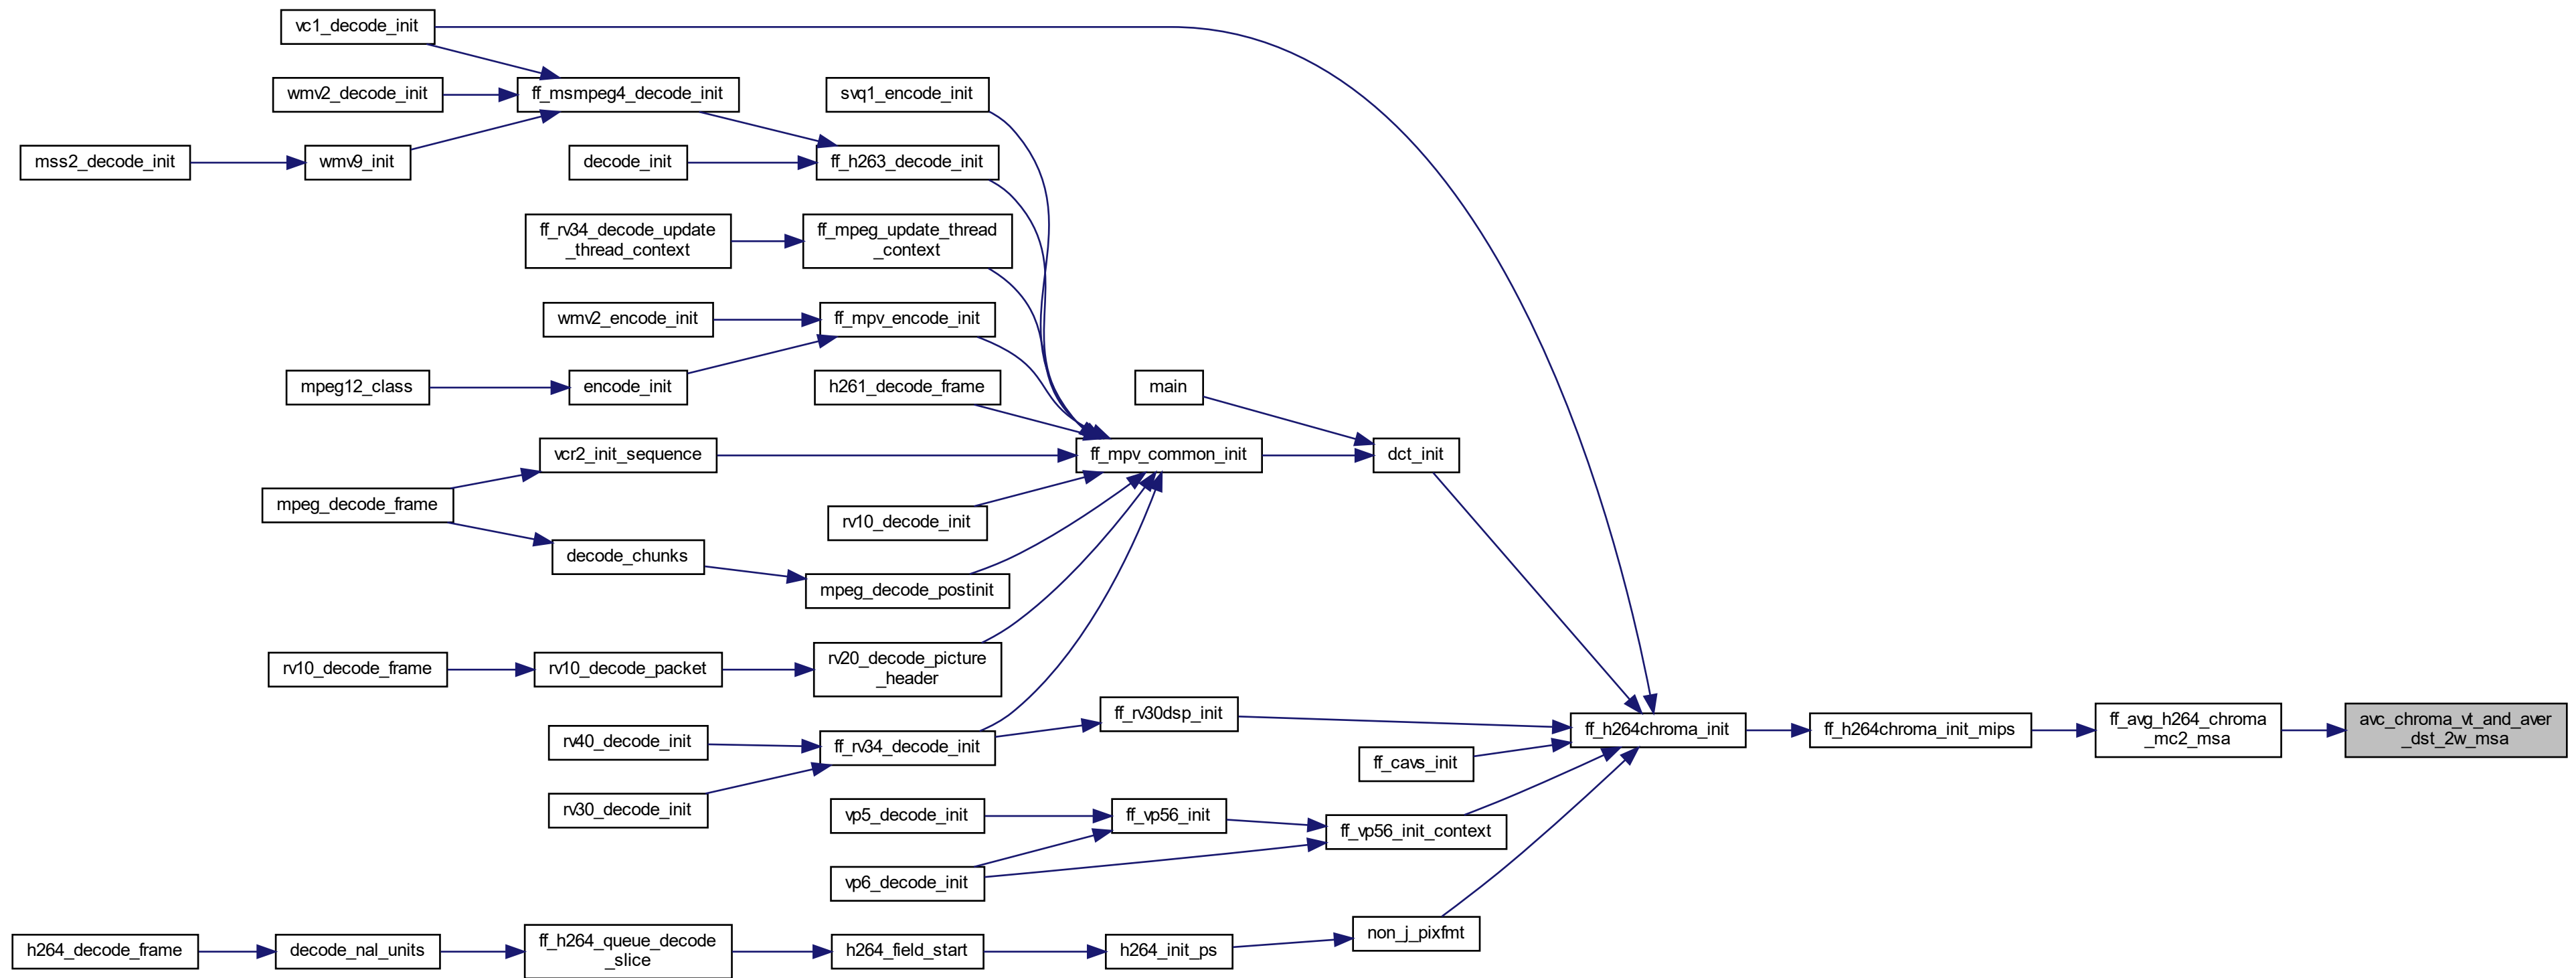 vc1_decode_init
wmv2_decode_init
ff_msmpeg4_decode_init
svq1_encode_init
mss2_decode_init
wmv9_init
decode_init
ff_h263_decode_init
ff_rv34_decode_update
_thread_context
ff_mpeg_update_thread
_context
wmv2_encode_init
ff_mpv_encode_init
mpeg12_class
encode_init
h261_decode_frame
main
vcr2_init_sequence
ff_mpv_common_init
dct_init
mpeg_decode_frame
rv10_decode_init
decode_chunks
mpeg_decode_postinit
rv10_decode_frame
rv10_decode_packet
rv20_decode_picture
_header
ff_rv30dsp_init
rv40_decode_init
ff_rv34_decode_init
ff_cavs_init
ff_h264chroma_init
ff_h264chroma_init_mips
ff_avg_h264_chroma
_mc2_msa
avc_chroma_vt_and_aver
_dst_2w_msa
rv30_decode_init
vp5_decode_init
ff_vp56_init
ff_vp56_init_context
vp6_decode_init
non_j_pixfmt
h264_decode_frame
decode_nal_units
ff_h264_queue_decode
_slice
h264_field_start
h264_init_ps